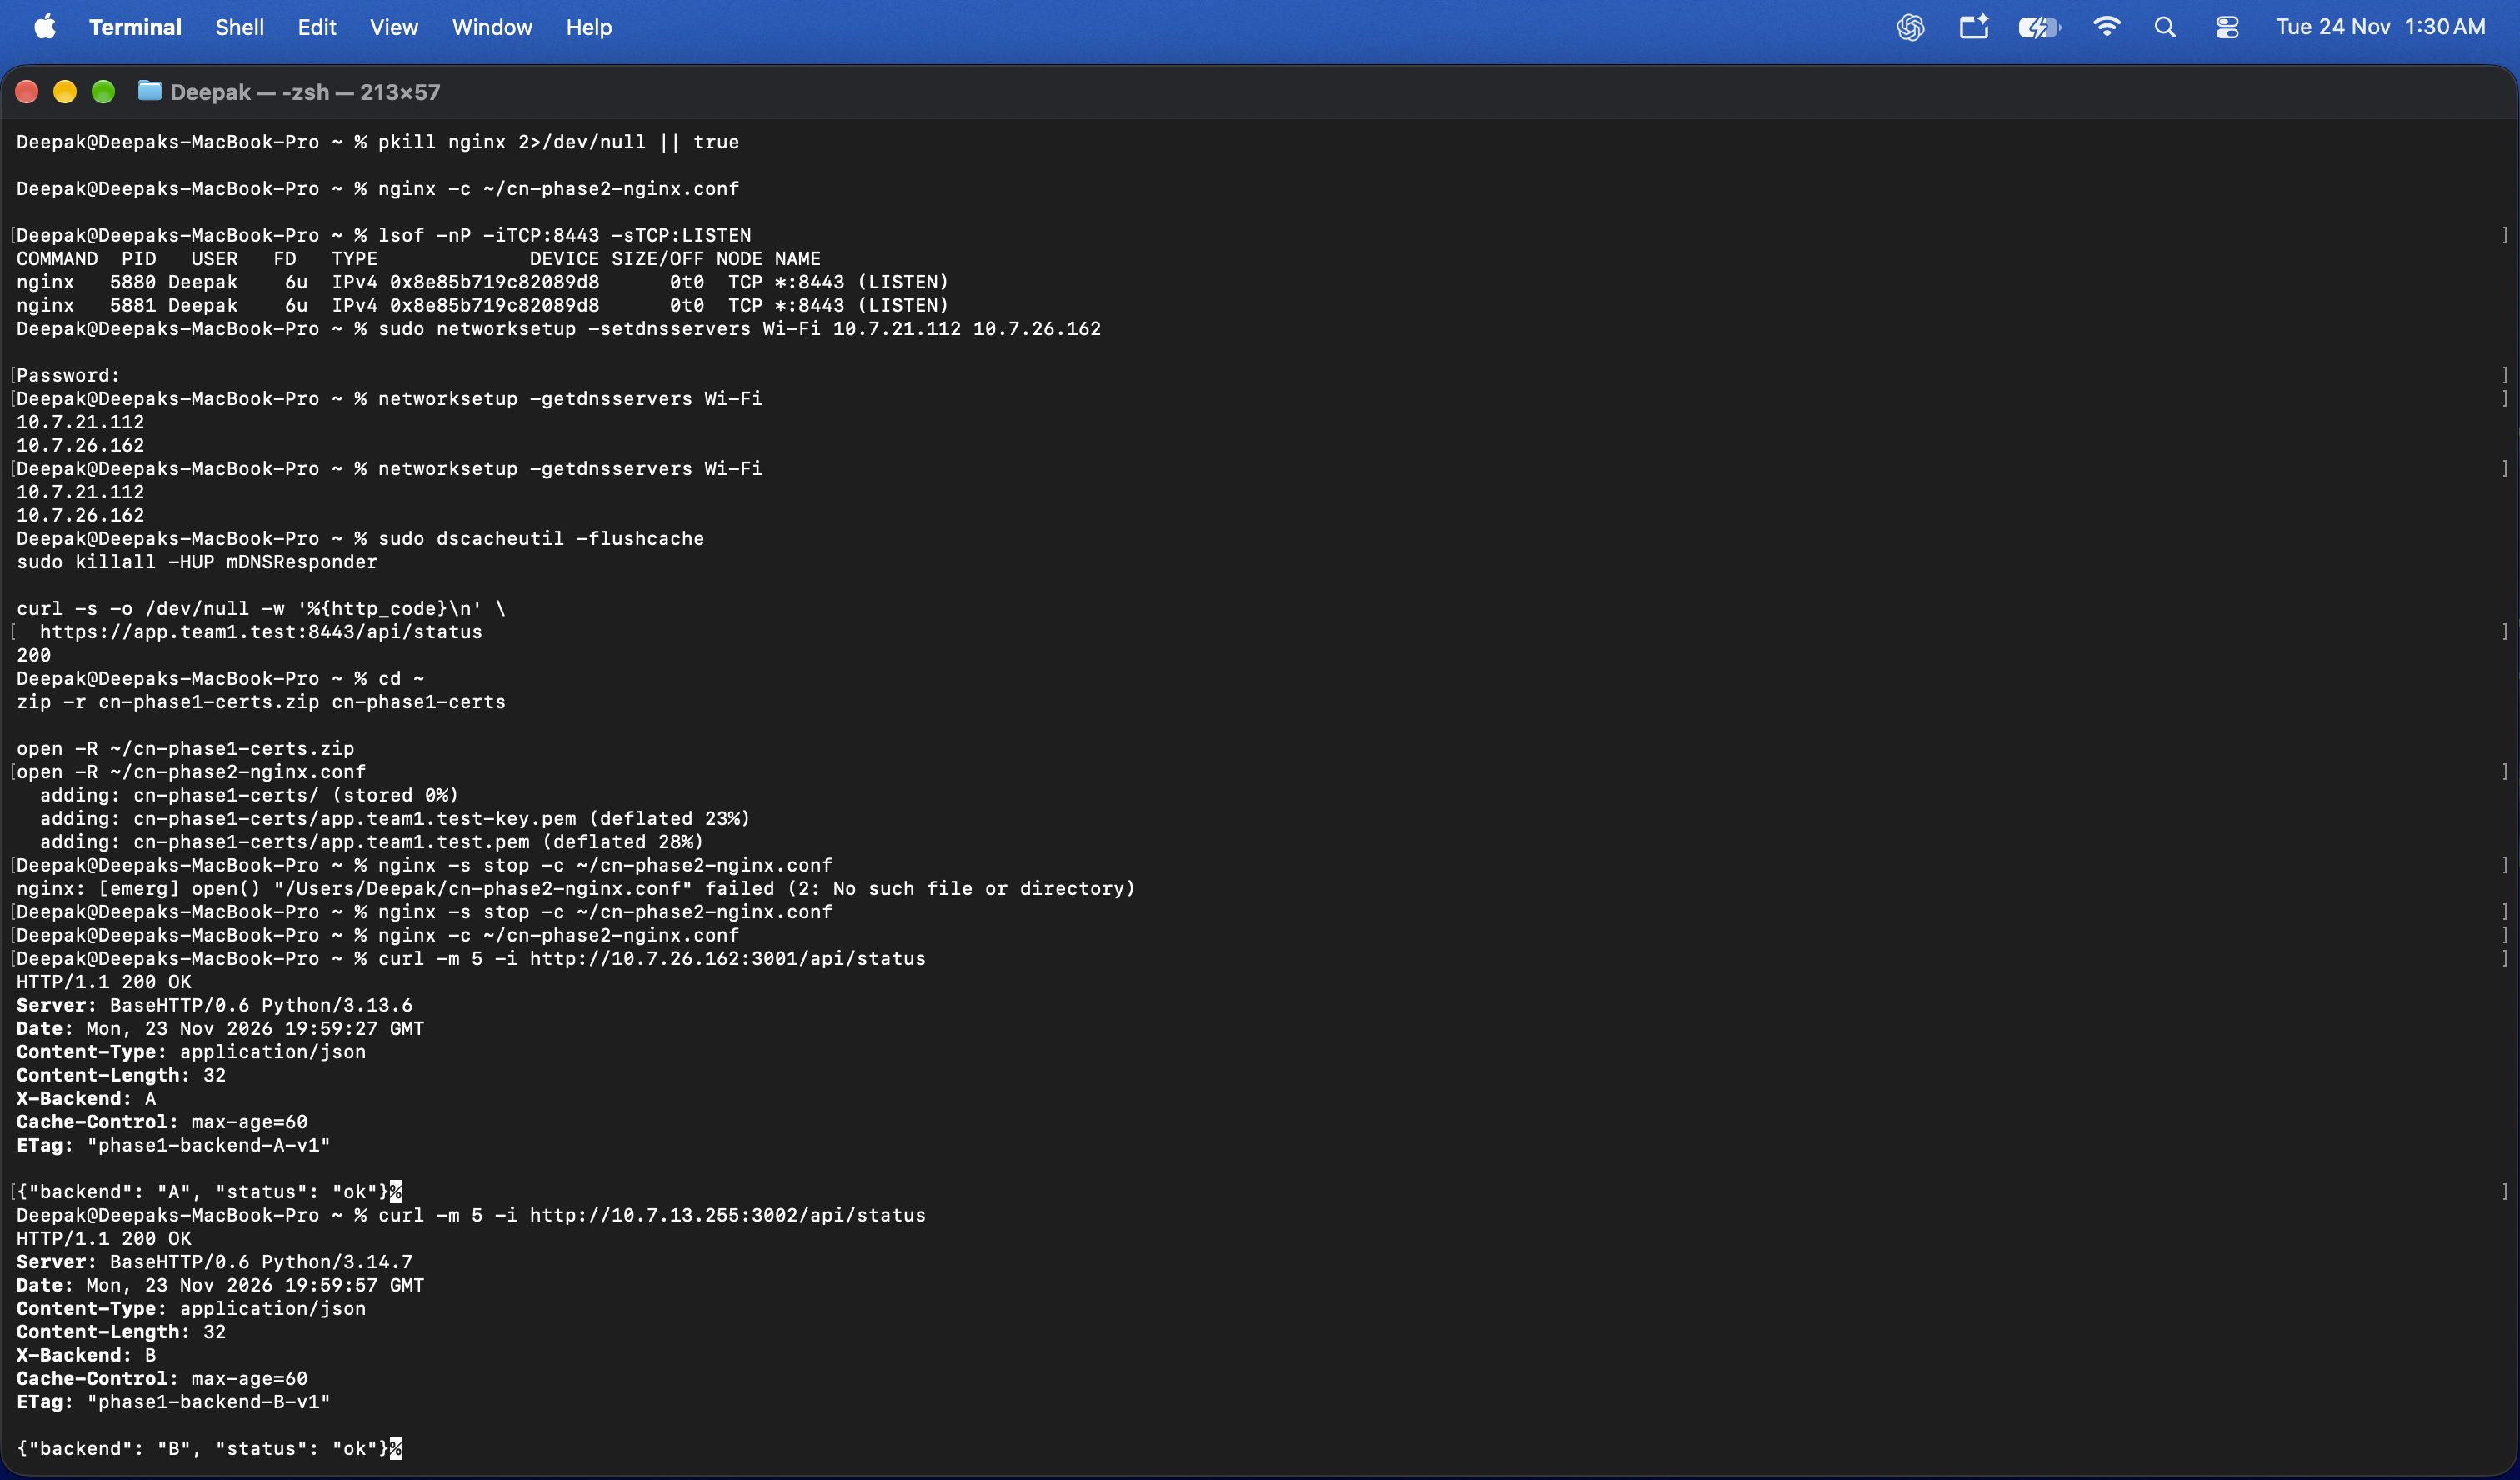 Terminal Shell Edit View Window Help Tue 24 Nov 1:30 AM
Deepak — -zsh — 213×57
Deepak@Deepaks-MacBook-Pro ~ % pkill nginx 2>/dev/null || true
Deepak@Deepaks-MacBook-Pro ~ % nginx -c ~/cn-phase2-nginx.conf
[Deepak@Deepaks-MacBook-Pro ~ % lsof -nP -iTCP:8443 -sTCP:LISTEN ]
COMMAND  PID   USER   FD   TYPE             DEVICE SIZE/OFF NODE NAME
nginx   5880 Deepak    6u  IPv4 0x8e85b719c82089d8      0t0  TCP *:8443 (LISTEN)
nginx   5881 Deepak    6u  IPv4 0x8e85b719c82089d8      0t0  TCP *:8443 (LISTEN)
Deepak@Deepaks-MacBook-Pro ~ % sudo networksetup -setdnsservers Wi-Fi 10.7.21.112 10.7.26.162
[Password: ]
[Deepak@Deepaks-MacBook-Pro ~ % networksetup -getdnsservers Wi-Fi ]
10.7.21.112
10.7.26.162
[Deepak@Deepaks-MacBook-Pro ~ % networksetup -getdnsservers Wi-Fi ]
10.7.21.112
10.7.26.162
Deepak@Deepaks-MacBook-Pro ~ % sudo dscacheutil -flushcache
sudo killall -HUP mDNSResponder
curl -s -o /dev/null -w '%{http_code}\n' \
[  https://app.team1.test:8443/api/status ]
200
Deepak@Deepaks-MacBook-Pro ~ % cd ~
zip -r cn-phase1-certs.zip cn-phase1-certs
open -R ~/cn-phase1-certs.zip
[open -R ~/cn-phase2-nginx.conf ]
  adding: cn-phase1-certs/ (stored 0%)
  adding: cn-phase1-certs/app.team1.test-key.pem (deflated 23%)
  adding: cn-phase1-certs/app.team1.test.pem (deflated 28%)
[Deepak@Deepaks-MacBook-Pro ~ % nginx -s stop -c ~/cn-phase2-nginx.conf ]
nginx: [emerg] open() "/Users/Deepak/cn-phase2-nginx.conf" failed (2: No such file or directory)
[Deepak@Deepaks-MacBook-Pro ~ % nginx -s stop -c ~/cn-phase2-nginx.conf ]
[Deepak@Deepaks-MacBook-Pro ~ % nginx -c ~/cn-phase2-nginx.conf ]
[Deepak@Deepaks-MacBook-Pro ~ % curl -m 5 -i http://10.7.26.162:3001/api/status ]
HTTP/1.1 200 OK
Server: BaseHTTP/0.6 Python/3.13.6
Date: Mon, 23 Nov 2026 19:59:27 GMT
Content-Type: application/json
Content-Length: 32
X-Backend: A
Cache-Control: max-age=60
ETag: "phase1-backend-A-v1"
[{"backend": "A", "status": "ok"}% ]
Deepak@Deepaks-MacBook-Pro ~ % curl -m 5 -i http://10.7.13.255:3002/api/status
HTTP/1.1 200 OK
Server: BaseHTTP/0.6 Python/3.14.7
Date: Mon, 23 Nov 2026 19:59:57 GMT
Content-Type: application/json
Content-Length: 32
X-Backend: B
Cache-Control: max-age=60
ETag: "phase1-backend-B-v1"
{"backend": "B", "status": "ok"}%